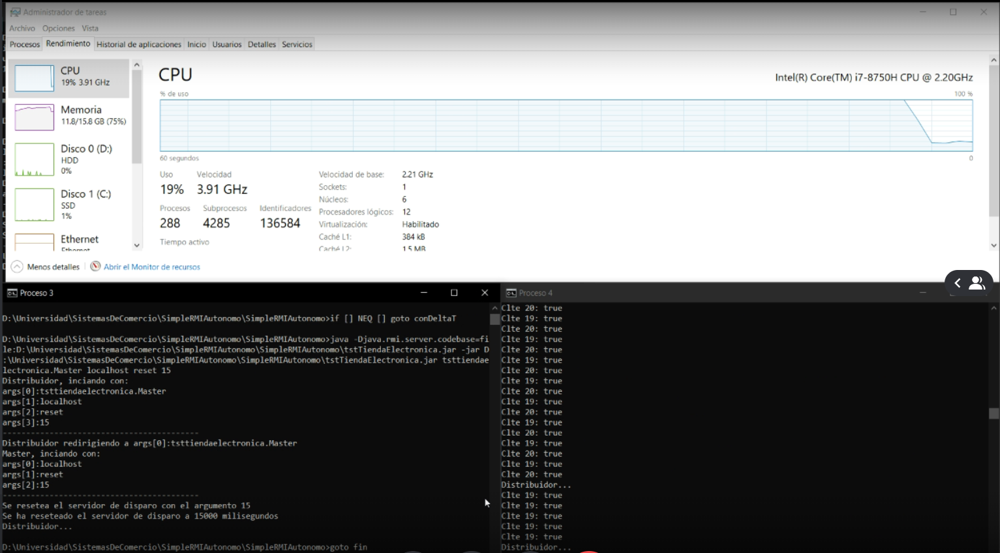 Administrador de tareas
Archivo Opciones Vista
Procesos Rendimiento Historial de aplicaciones Inicio Usuarios Detalles Servicios
CPU
19% 3.91 GHz
Memoria
11.8/15.8 GB (75%)
Disco 0 (D:)
HDD
0%
Disco 1 (C:)
SSD
1%
Ethernet
Ethernet
CPU
Intel(R) Core(TM) i7-8750H CPU @ 2.20GHz
% de uso 100 %
60 segundos 0
Uso Velocidad
19% 3.91 GHz
Procesos Subprocesos Identificadores
288 4285 136584
Tiempo activo
Velocidad de base: 2.21 GHz
Sockets: 1
Núcleos: 6
Procesadores lógicos: 12
Virtualización: Habilitado
Caché L1: 384 kB
Caché L2: 1.5 MB
Menos detalles Abrir el Monitor de recursos
Proceso 3
D:\Universidad\SistemasDeComercio\SimpleRMIAutonomo\SimpleRMIAutonomo>if [] NEQ [] goto conDeltaT
D:\Universidad\SistemasDeComercio\SimpleRMIAutonomo\SimpleRMIAutonomo>java -Djava.rmi.server.codebase=fi
le:D:\Universidad\SistemasDeComercio\SimpleRMIAutonomo\SimpleRMIAutonomo\tstTiendaElectronica.jar -jar D
:\Universidad\SistemasDeComercio\SimpleRMIAutonomo\SimpleRMIAutonomo\tstTiendaElectronica.jar tsttiendae
lectronica.Master localhost reset 15
Distribuidor, inciando con:
args[0]:tsttiendaelectronica.Master
args[1]:localhost
args[2]:reset
args[3]:15
------------------------------------------
Distribuidor redirigiendo a args[0]:tsttiendaelectronica.Master
Master, inciando con:
args[0]:localhost
args[1]:reset
args[2]:15
------------------------------------------
Se resetea el servidor de disparo con el argumento 15
Se ha reseteado el servidor de disparo a 15000 milisegundos
Distribuidor...
D:\Universidad\SistemasDeComercio\SimpleRMIAutonomo\SimpleRMIAutonomo>goto fin
Proceso 4
Clte 20: true
Clte 19: true
Clte 20: true
Clte 19: true
Clte 20: true
Clte 19: true
Clte 20: true
Clte 19: true
Clte 20: true
Clte 19: true
Clte 20: true
Clte 19: true
Clte 20: true
Clte 19: true
Clte 20: true
Clte 19: true
Clte 20: true
Distribuidor...
Clte 19: true
Clte 19: true
Clte 19: true
Clte 19: true
Clte 19: true
Distribuidor...